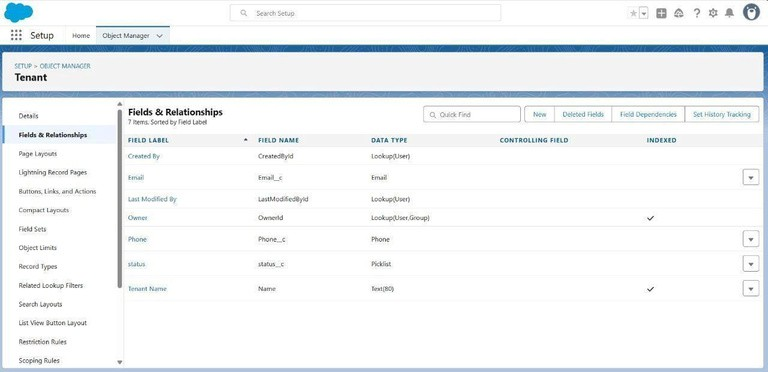 Search Setup
Setup Home Object Manager
SETUP > OBJECT MANAGER
Tenant
Details
Fields & Relationships
Page Layouts
Lightning Record Pages
Buttons, Links, and Actions
Compact Layouts
Field Sets
Object Limits
Record Types
Related Lookup Filters
Search Layouts
List View Button Layout
Restriction Rules
Scoping Rules
Fields & Relationships
7 Items, Sorted by Field Label
Quick Find New Deleted Fields Field Dependencies Set History Tracking
FIELD LABEL FIELD NAME DATA TYPE CONTROLLING FIELD INDEXED
Created By CreatedById Lookup(User)
Email Email__c Email
Last Modified By LastModifiedById Lookup(User)
Owner OwnerId Lookup(User,Group)
Phone Phone__c Phone
status status__c Picklist
Tenant Name Name Text(80)